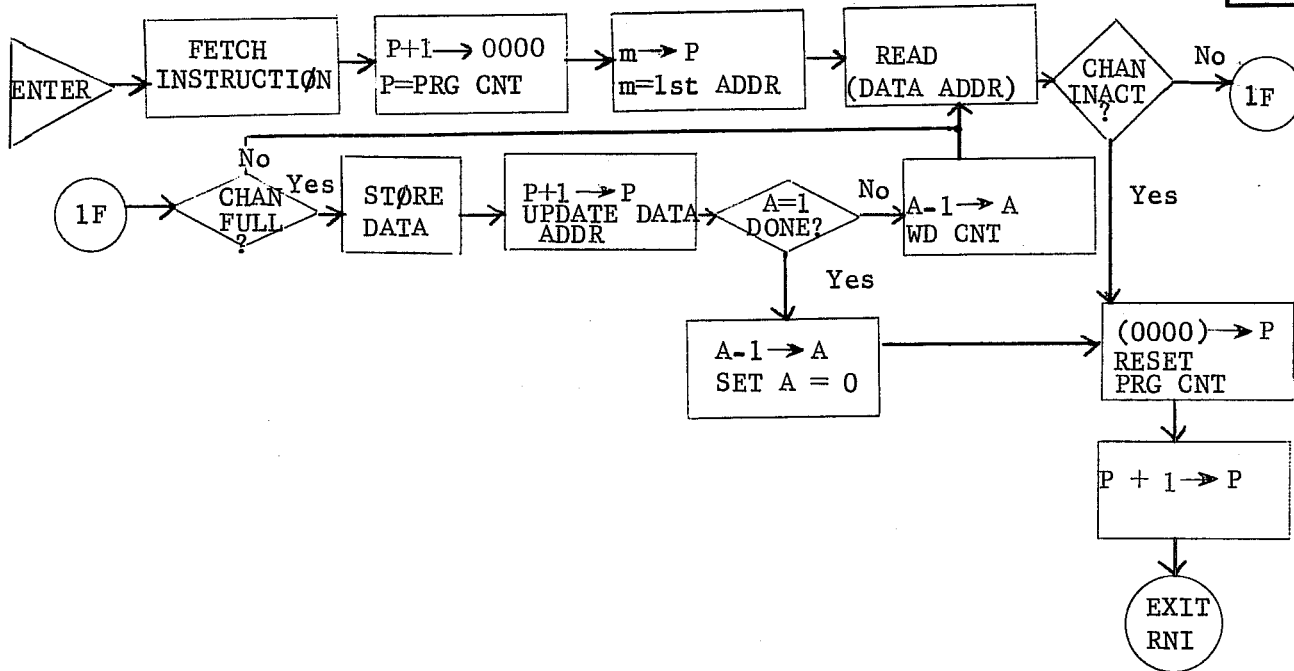 ENTER
FETCH
INSTRUCTIØN
P+1→0000
P=PRG CNT
m→P
m=1st ADDR
READ
(DATA ADDR)
CHAN
INACT
?
No
1F
Yes
1F
CHAN
FULL
?
No
Yes
STØRE
DATA
P+1→P
UPDATE DATA
ADDR
A=1
DONE?
No
A-1→A
WD CNT
Yes
A-1→A
SET A = 0
(0000)→P
RESET
PRG CNT
P + 1→P
EXIT
RNI